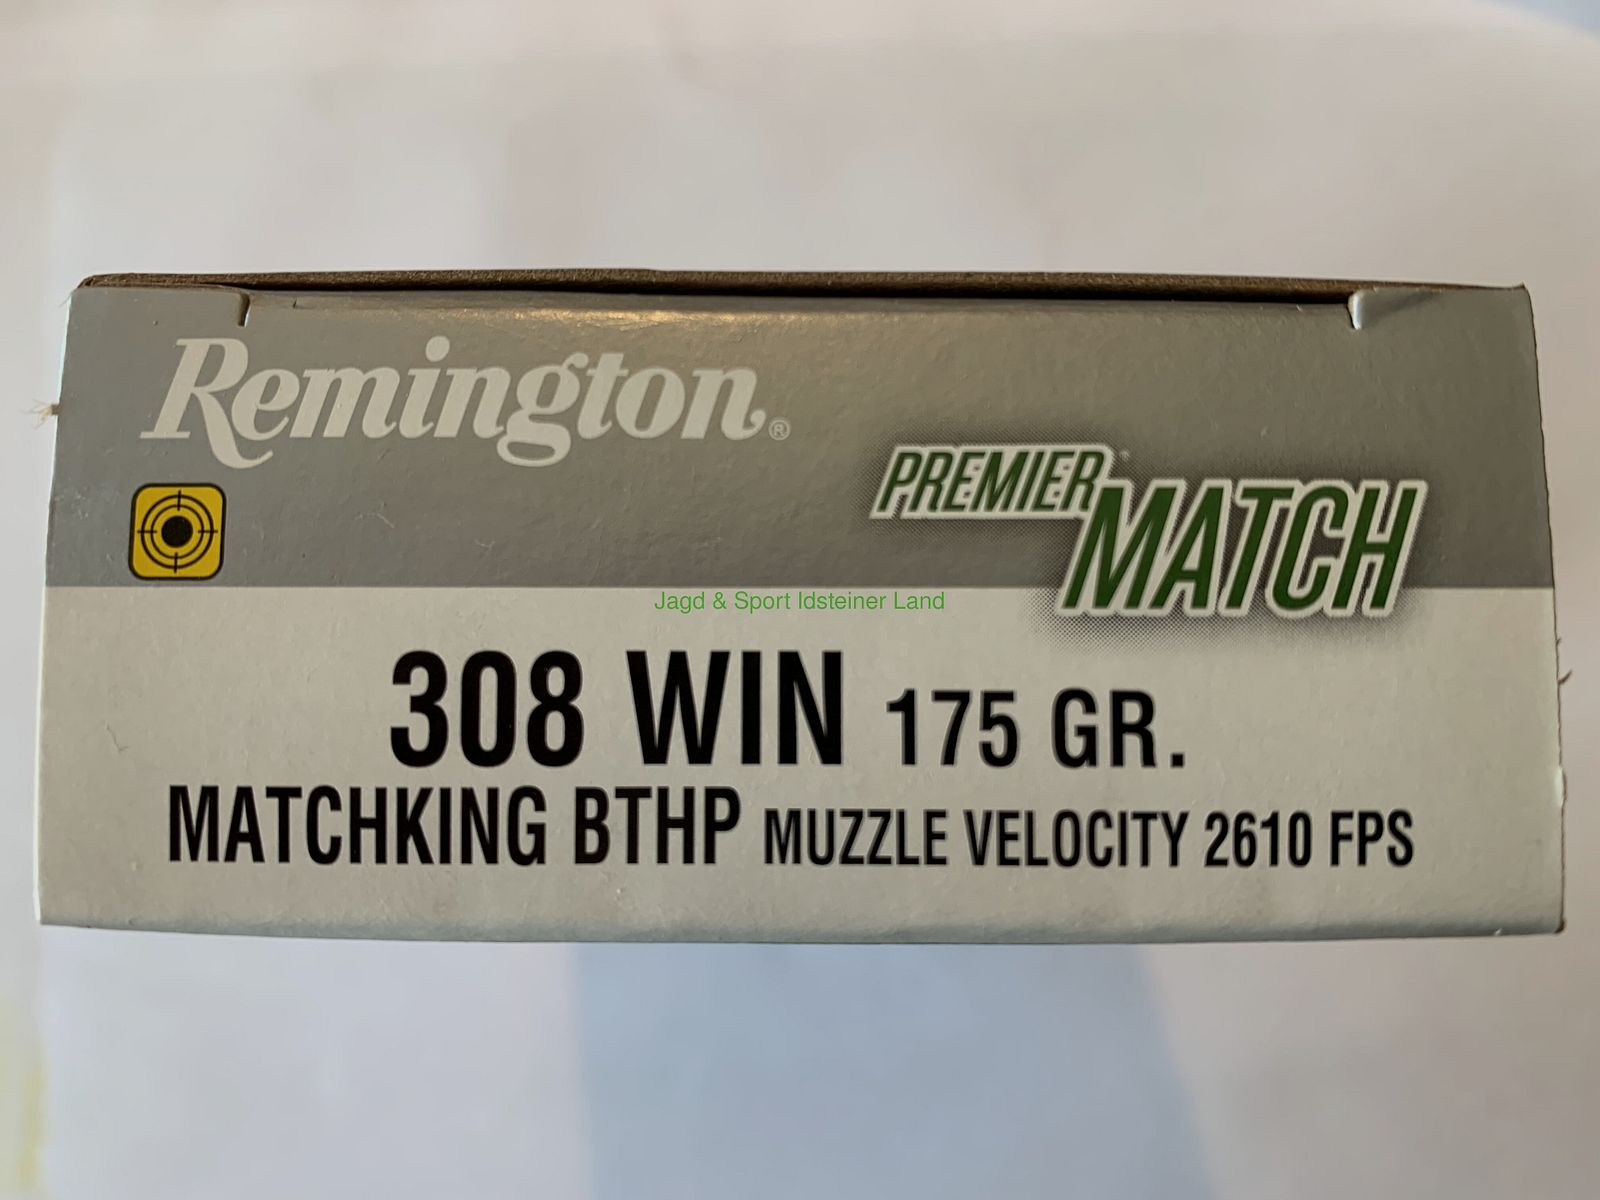 Remington®
PREMIER
MATCH
Jagd & Sport Idsteiner Land
308 WIN 175 GR.
MATCHKING BTHP MUZZLE VELOCITY 2610 FPS